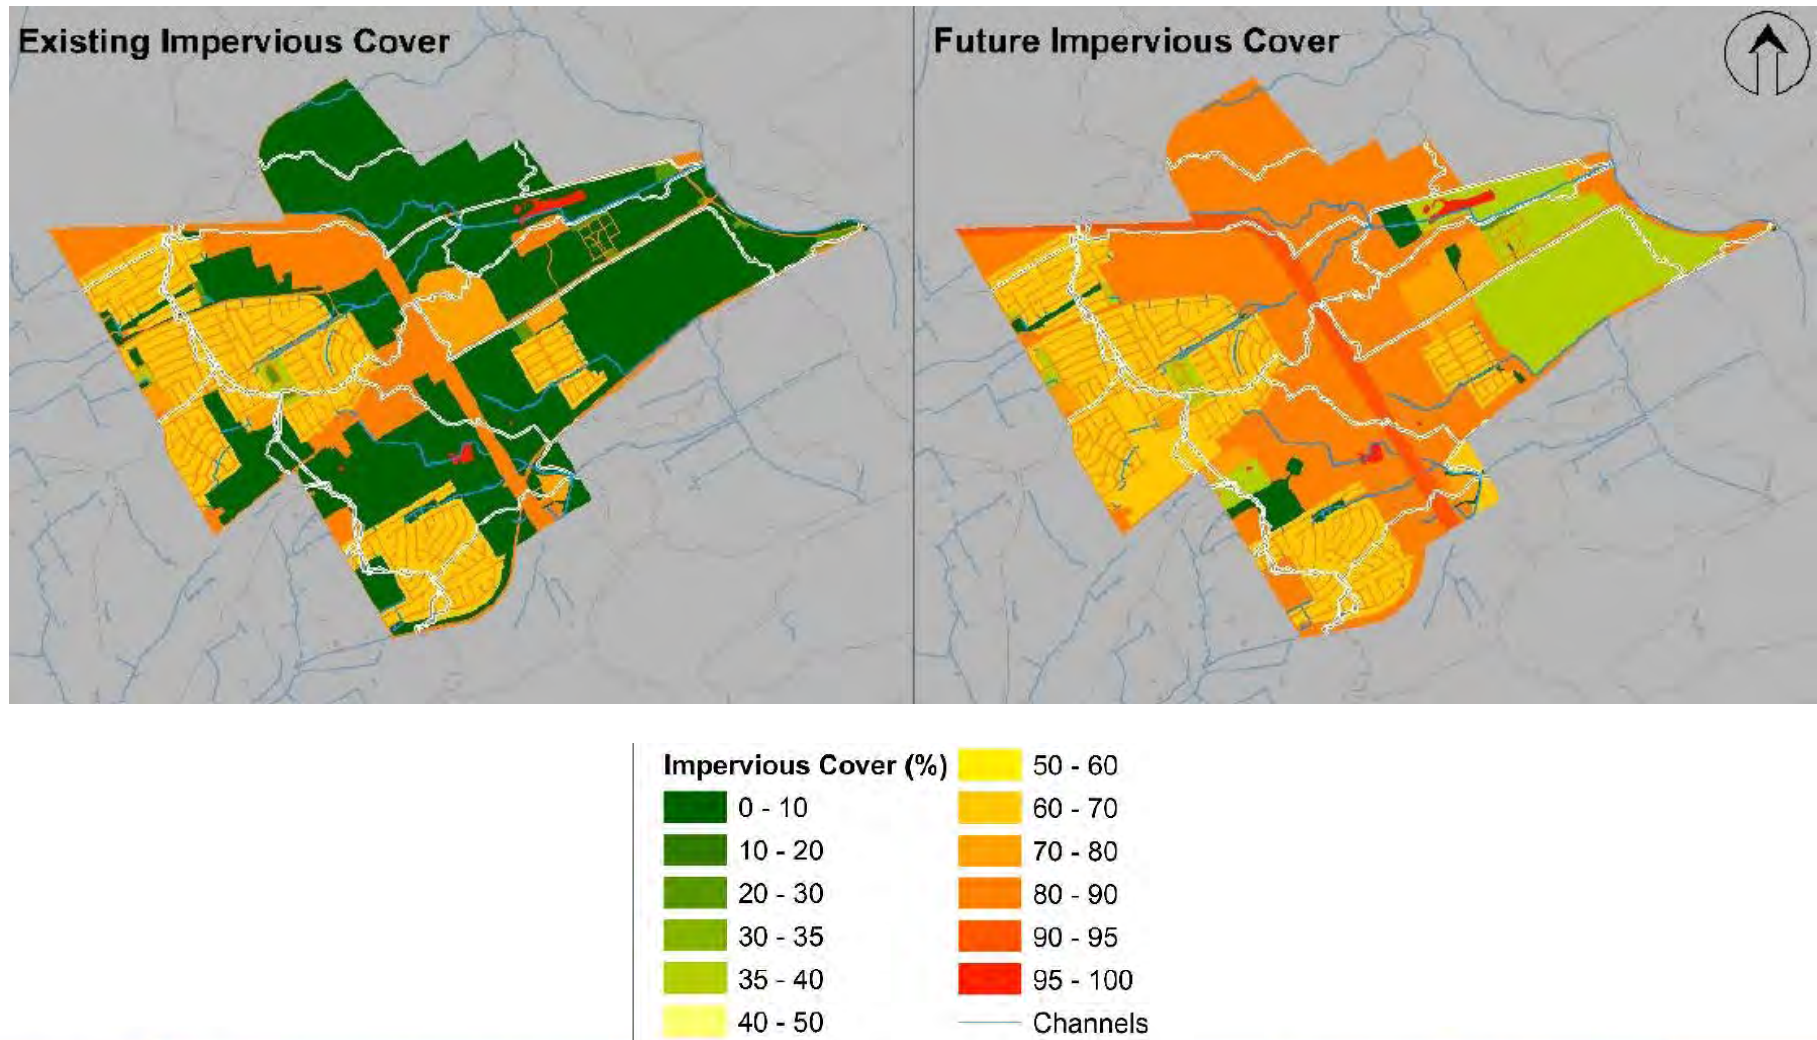 Existing Impervious Cover
Future Impervious Cover
Impervious Cover (%)
0 - 10
10 - 20
20 - 30
30 - 35
35 - 40
40 - 50
50 - 60
60 - 70
70 - 80
80 - 90
90 - 95
95 - 100
Channels